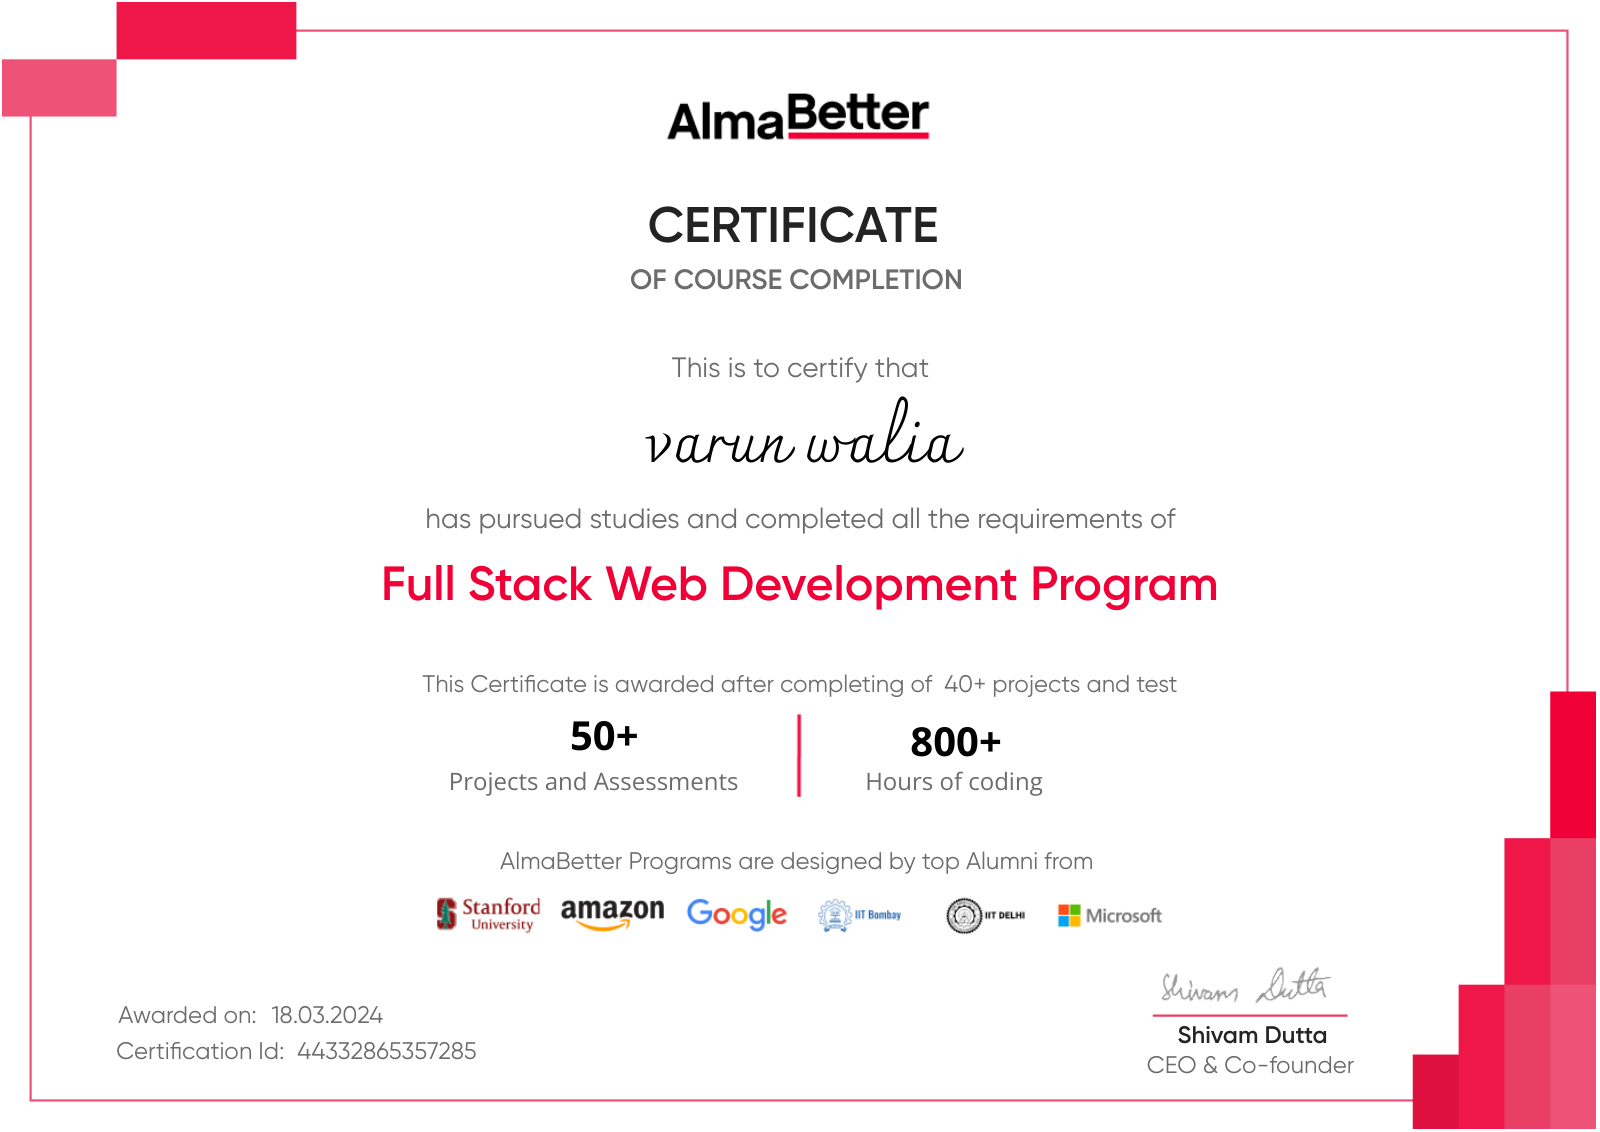 AlmaBetter
CERTIFICATE
OF COURSE COMPLETION
This is to certify that
varun walia
has pursued studies and completed all the requirements of
Full Stack Web Development Program
This Certificate is awarded after completing of 40+ projects and test
50+
Projects and Assessments
800+
Hours of coding
AlmaBetter Programs are designed by top Alumni from
Stanford University
amazon
Google
IIT Bombay
IIT DELHI
Microsoft
Awarded on: 18.03.2024
Certification Id: 44332865357285
Shivam Dutta
Shivam Dutta
CEO & Co-founder